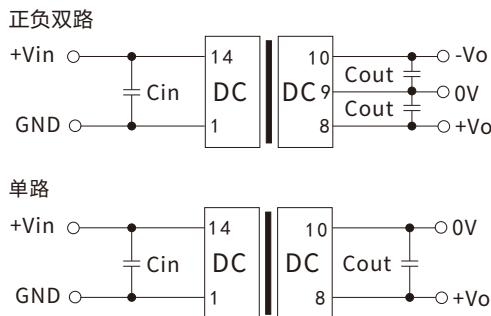 正负双路
+Vin 14 10 -Vo
Cin DC DC 9 Cout 0V
Cout
GND 1 8 +Vo
单路
+Vin 14 10 0V
Cin DC DC Cout
GND 1 8 +Vo